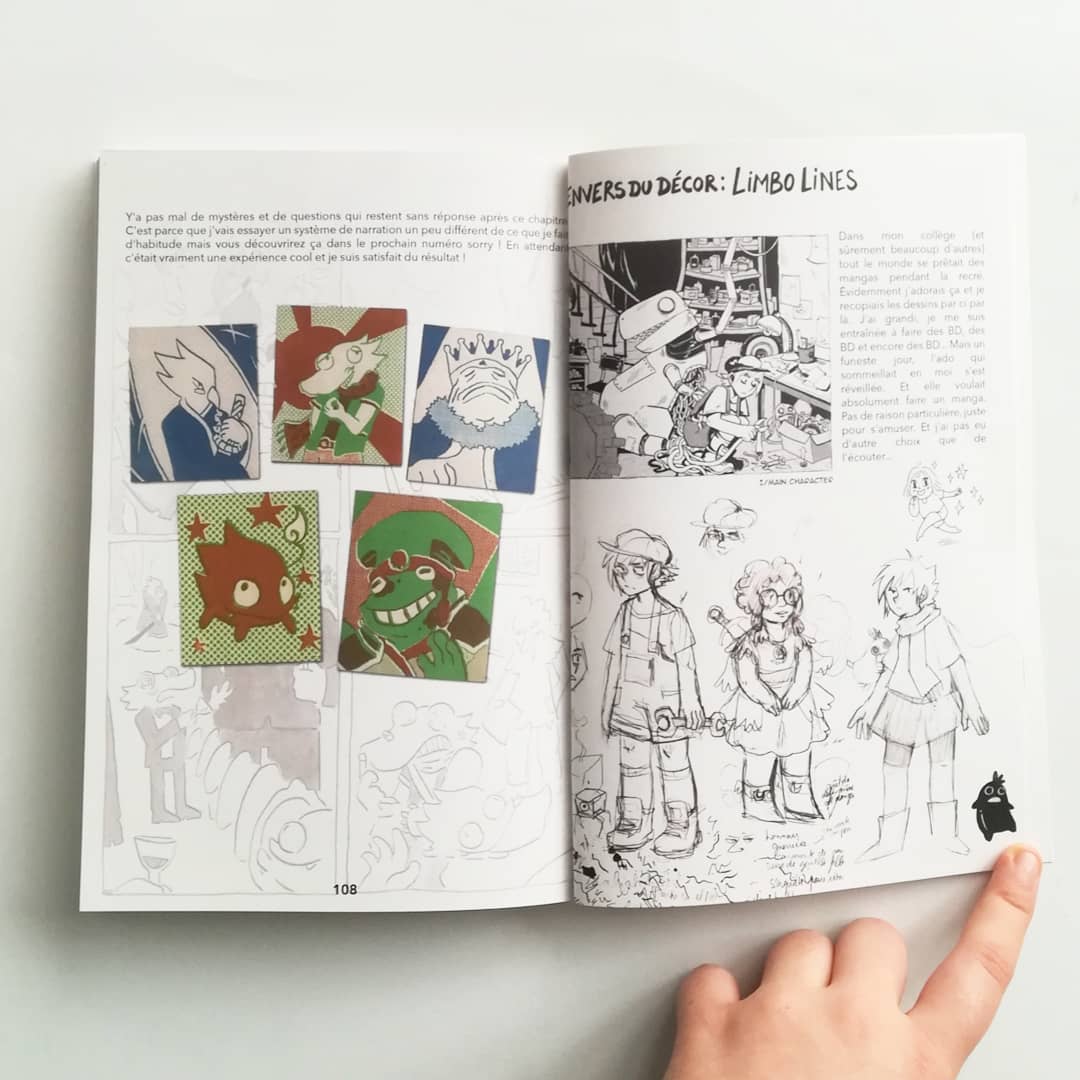 Y'a pas mal de mystères et de questions qui restent sans réponse après ce chapitre
C'est parce que j'vais essayer un système de narration un peu différent de ce que je fais
d'habitude mais vous découvrirez ça dans le prochain numéro sorry ! En attendant
c'était vraiment une expérience cool et je suis satisfait du résultat !
108
ENVERS DU DÉCOR: LIMBO LINES
Dans mon collège (et
sûrement beaucoup d'autres)
tout le monde se prêtait des
mangas pendant la recré.
Évidemment j'adorais ça et je
recopiais les dessins par ci par
là. J'ai grandi, je me suis
entraînée à faire des BD, des
BD et encore des BD... Mais un
funeste jour, l'ado qui
sommeillait en moi s'est
réveillée. Et elle voulait
absolument faire un manga.
Pas de raison particulière, juste
pour s'amuser. Et j'ai pas eu
d'autre choix que de
l'écouter...
MAIN CHARACTER